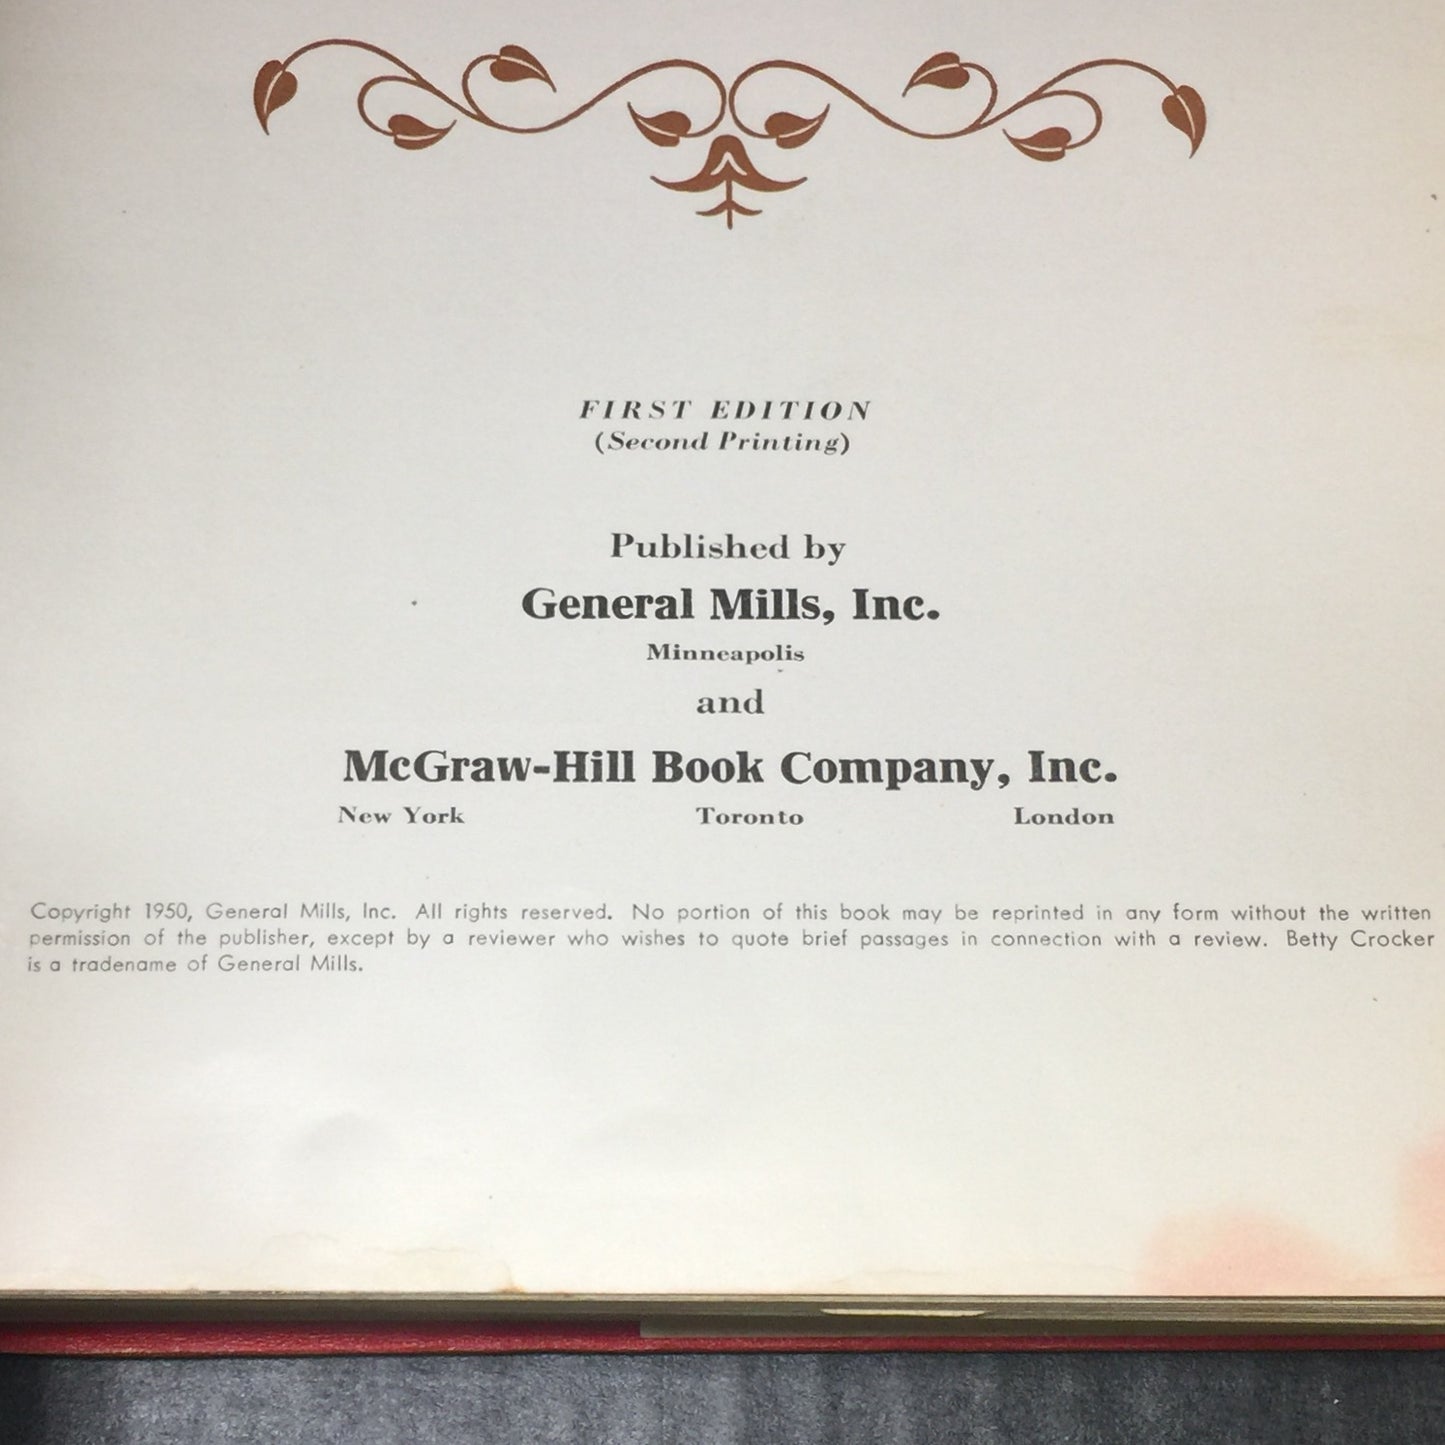 FIRST EDITION
(Second Printing)
Published by
General Mills, Inc.
Minneapolis
and
McGraw-Hill Book Company, Inc.
New York Toronto London
Copyright 1950, General Mills, Inc. All rights reserved. No portion of this book may be reprinted in any form without the written
permission of the publisher, except by a reviewer who wishes to quote brief passages in connection with a review. Betty Crocker
is a tradename of General Mills.